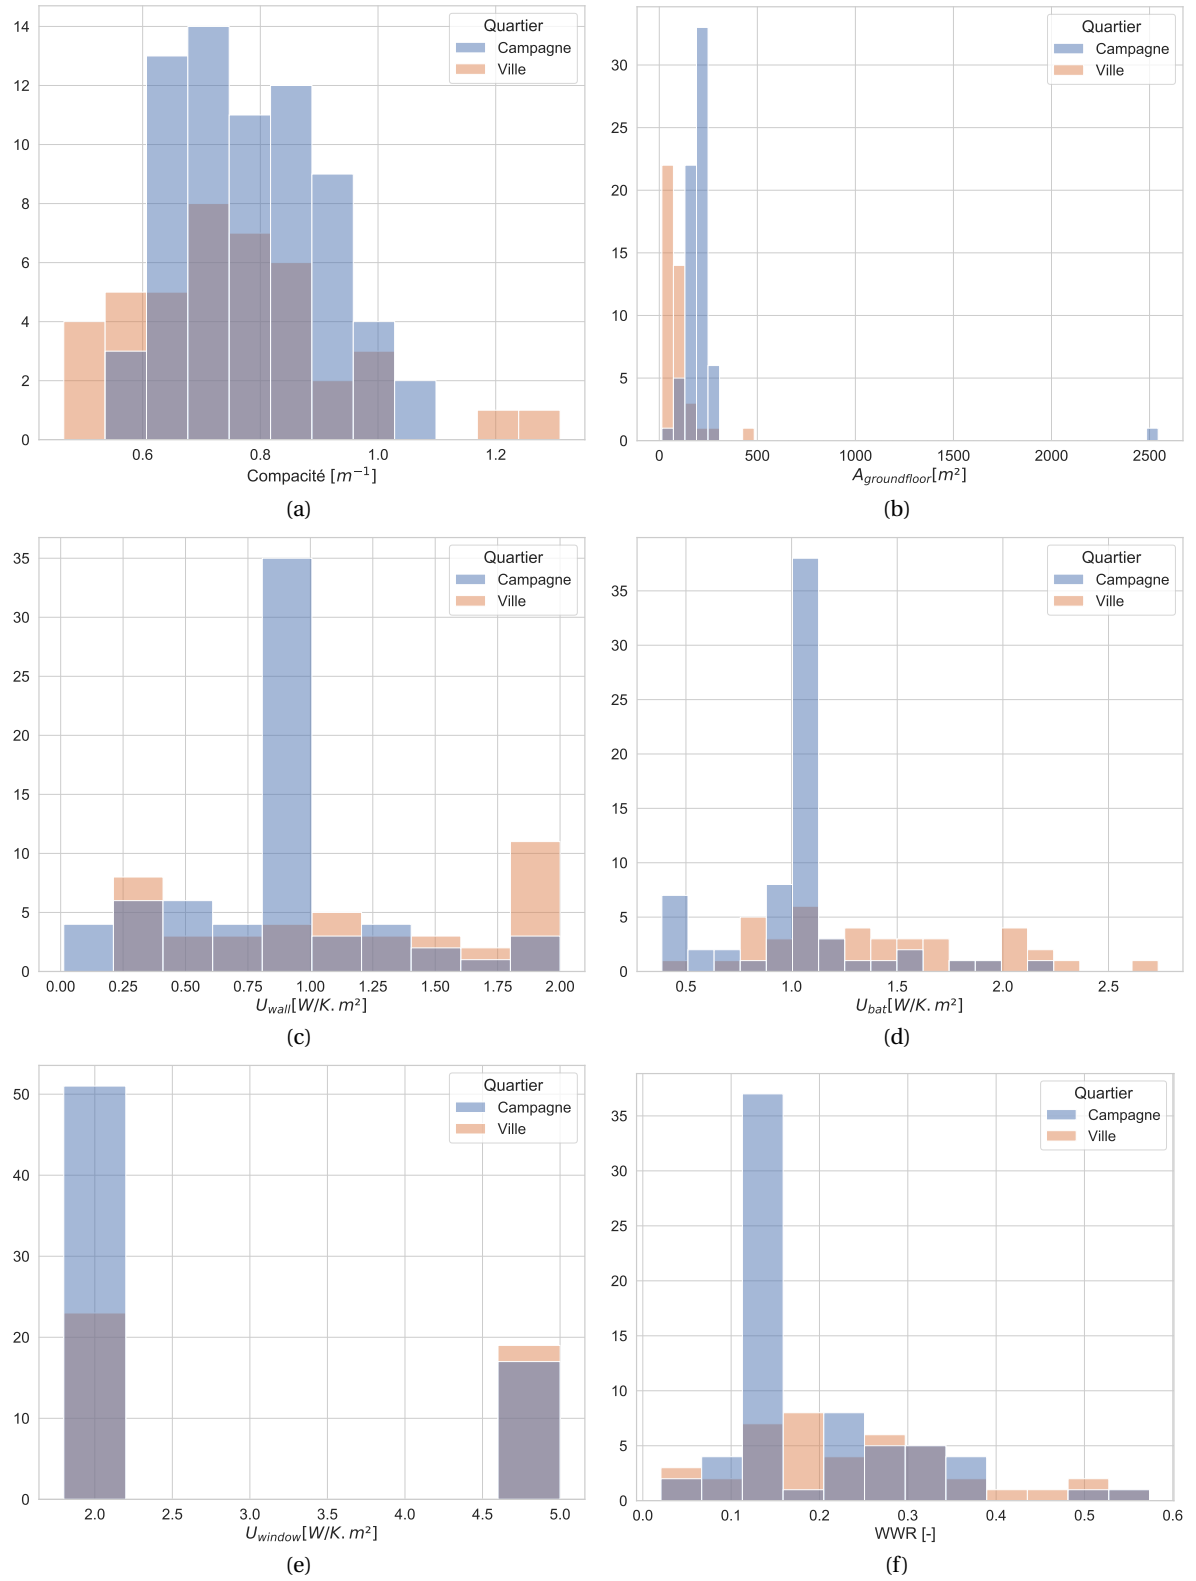 14
12
10
8
6
4
2
0
0.6 0.8 1.0 1.2
Compacité [m⁻¹]
Quartier
Campagne
Ville
(a)
30
25
20
15
10
5
0
0 500 1000 1500 2000 2500
A_groundfloor[m²]
Quartier
Campagne
Ville
(b)
35
30
25
20
15
10
5
0
0.00 0.25 0.50 0.75 1.00 1.25 1.50 1.75 2.00
U_wall[W/K.m²]
Quartier
Campagne
Ville
(c)
35
30
25
20
15
10
5
0
0.5 1.0 1.5 2.0 2.5
U_bat[W/K.m²]
Quartier
Campagne
Ville
(d)
50
40
30
20
10
0
2.0 2.5 3.0 3.5 4.0 4.5 5.0
U_window[W/K.m²]
Quartier
Campagne
Ville
(e)
35
30
25
20
15
10
5
0
0.0 0.1 0.2 0.3 0.4 0.5 0.6
WWR [-]
Quartier
Campagne
Ville
(f)